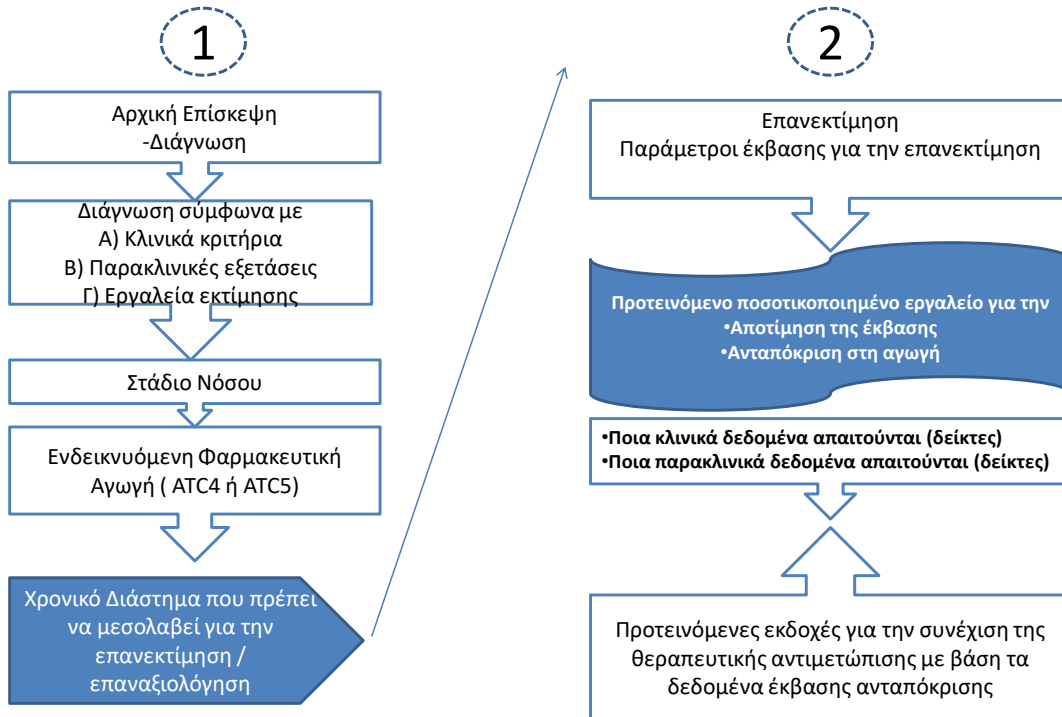 1
Αρχική Επίσκεψη
-Διάγνωση
Διάγνωση σύμφωνα με
Α) Κλινικά κριτήρια
Β) Παρακλινικές εξετάσεις
Γ) Εργαλεία εκτίμησης
Στάδιο Νόσου
Ενδεικνυόμενη Φαρμακευτική
Αγωγή ( ATC4 ή ATC5)
Χρονικό Διάστημα που πρέπει
να μεσολαβεί για την
επανεκτίμηση /
επαναξιολόγηση
2
Επανεκτίμηση
Παράμετροι έκβασης για την επανεκτίμηση
Προτεινόμενο ποσοτικοποιημένο εργαλείο για την
•Αποτίμηση της έκβασης
•Ανταπόκριση στη αγωγή
•Ποια κλινικά δεδομένα απαιτούνται (δείκτες)
•Ποια παρακλινικά δεδομένα απαιτούνται (δείκτες)
Προτεινόμενες εκδοχές για την συνέχιση της
θεραπευτικής αντιμετώπισης με βάση τα
δεδομένα έκβασης ανταπόκρισης